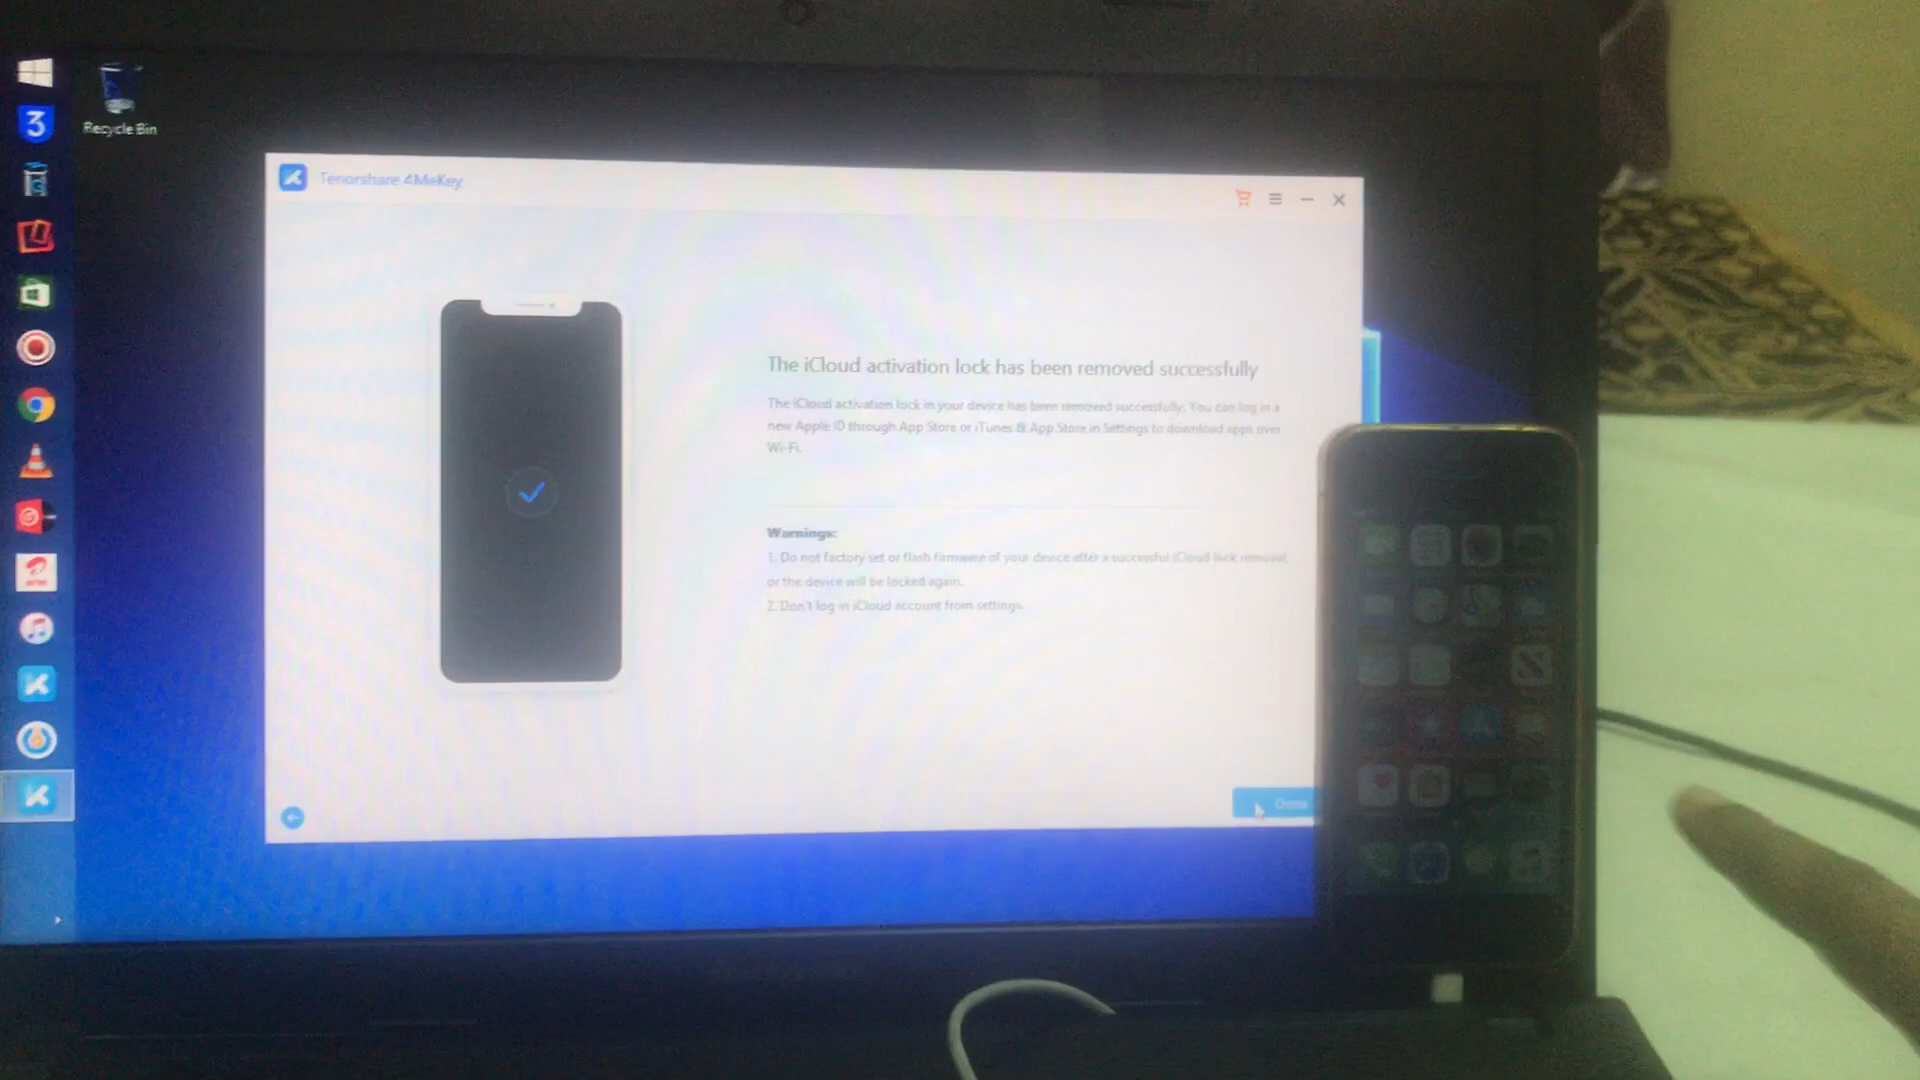 3
Recycle Bin
Tenorshare 4MeKey
The iCloud activation lock has been removed successfully
The iCloud activation lock in your device has been removed successfully. You can log in a
new Apple ID through App Store or iTunes & App Store in Settings to download apps over
Wi-Fi.
Warnings:
1. Do not factory set or flash firmware of your device after a successful iCloud lock removal,
or the device will be locked again.
2. Don't log in iCloud account from settings.
Done